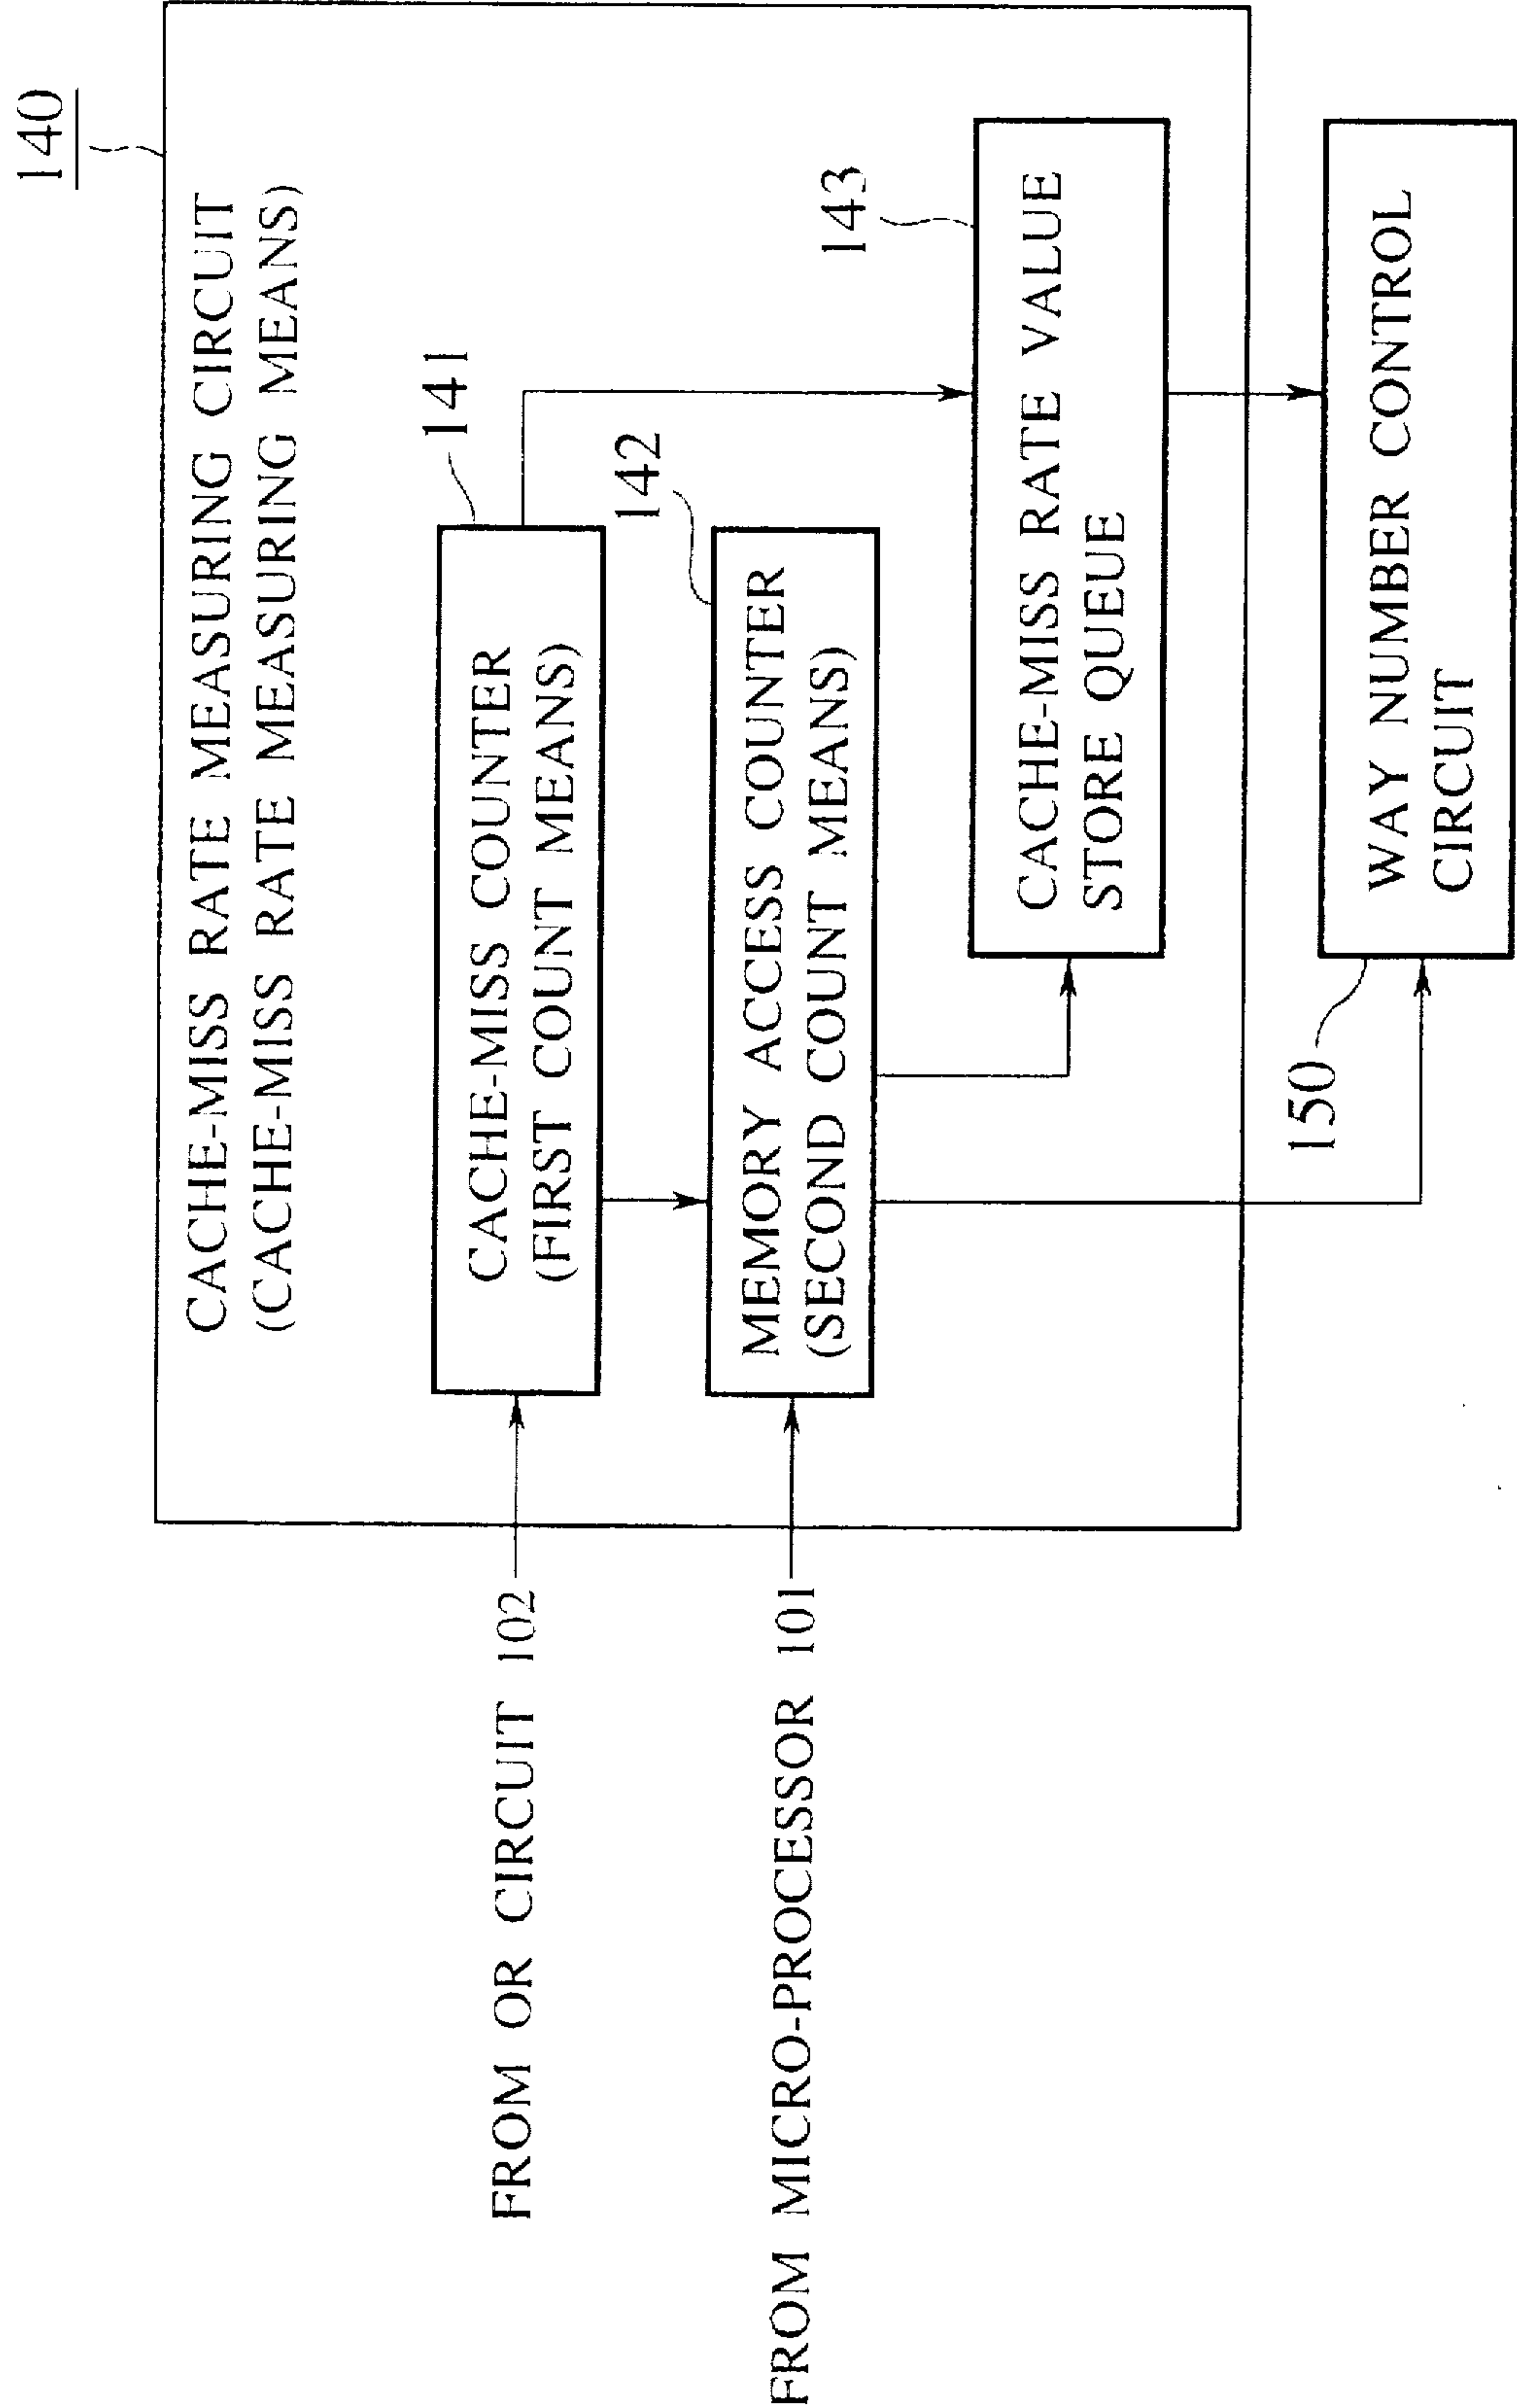 140
CACHE-MISS RATE MEASURING CIRCUIT
(CACHE-MISS RATE MEASURING MEANS)
141
CACHE-MISS COUNTER
(FIRST COUNT MEANS)
FROM OR CIRCUIT 102
142
MEMORY ACCESS COUNTER
(SECOND COUNT MEANS)
FROM MICRO-PROCESSOR 101
143
CACHE-MISS RATE VALUE
STORE QUEUE
150
WAY NUMBER CONTROL
CIRCUIT